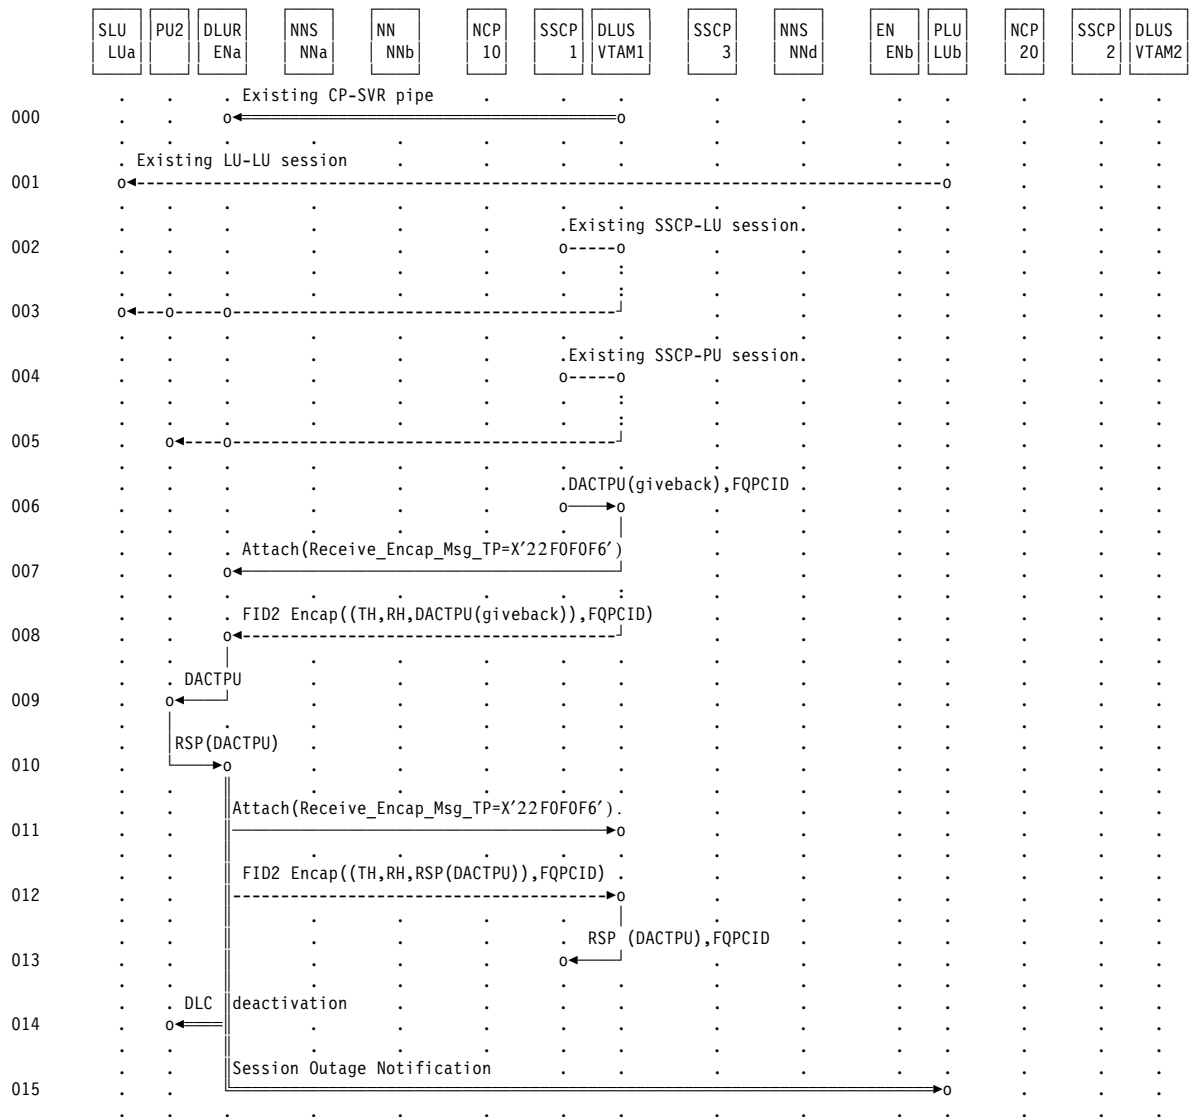 SLU PU2 DLUR NNS NN NCP SSCP DLUS SSCP NNS EN PLU NCP SSCP DLUS
LUa ENa NNa NNb 10 1 VTAM1 3 NNd ENb LUb 20 2 VTAM2
Existing CP-SVR pipe
000
Existing LU-LU session
001
Existing SSCP-LU session
002
003
Existing SSCP-PU session
004
005
DACTPU(giveback),FQPCID
006
Attach(Receive_Encap_Msg_TP=X'22F0F0F6')
007
FID2 Encap((TH,RH,DACTPU(giveback)),FQPCID)
008
DACTPU
009
RSP(DACTPU)
010
Attach(Receive_Encap_Msg_TP=X'22F0F0F6')
011
FID2 Encap((TH,RH,RSP(DACTPU)),FQPCID)
012
RSP (DACTPU),FQPCID
013
DLC deactivation
014
Session Outage Notification
015